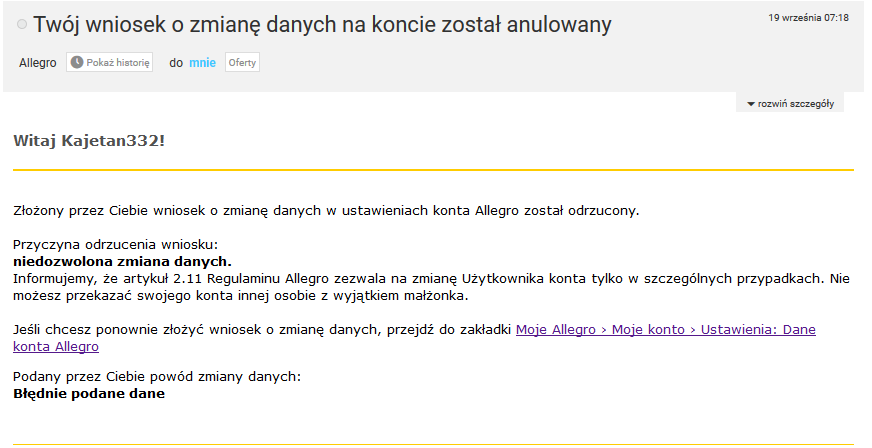 Twój wniosek o zmianę danych na koncie został anulowany
19 września 07:18
Allegro Pokaż historię do mnie Oferty
rozwiń szczegóły
Witaj Kajetan332!
Złożony przez Ciebie wniosek o zmianę danych w ustawieniach konta Allegro został odrzucony.
Przyczyna odrzucenia wniosku:
niedozwolona zmiana danych.
Informujemy, że artykuł 2.11 Regulaminu Allegro zezwala na zmianę Użytkownika konta tylko w szczególnych przypadkach. Nie
możesz przekazać swojego konta innej osobie z wyjątkiem małżonka.
Jeśli chcesz ponownie złożyć wniosek o zmianę danych, przejdź do zakładki Moje Allegro › Moje konto › Ustawienia: Dane
konta Allegro
Podany przez Ciebie powód zmiany danych:
Błędnie podane dane